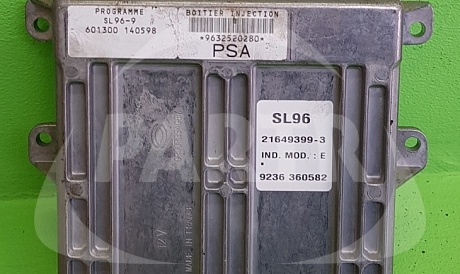 PROGRAMME
SL96-9
601300 140598
BOITIER INJECTION
*9632520280*
PSA
SL96
21649399-3
IND. MOD. : E
9236 360582
12V
MADE IN FRANCE